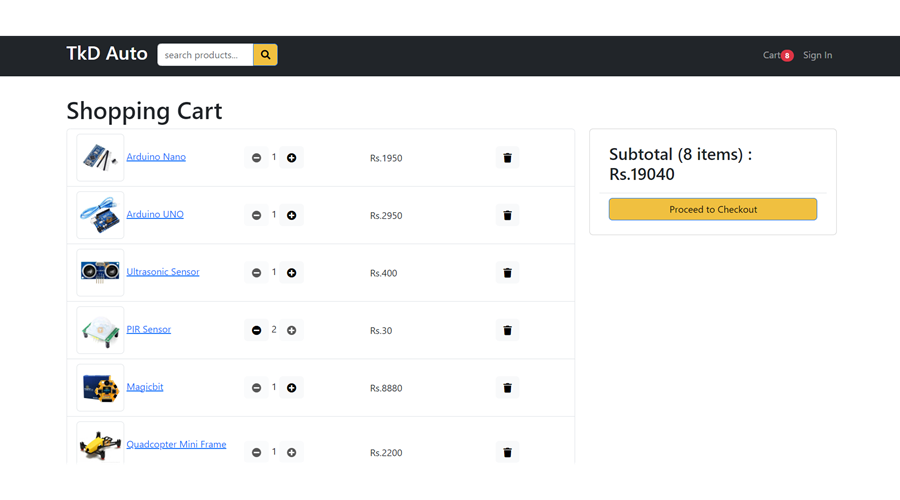 TkD Auto search products... Cart 8 Sign In
Shopping Cart
Arduino Nano 1 Rs.1950
Arduino UNO 1 Rs.2950
Ultrasonic Sensor 1 Rs.400
PIR Sensor 2 Rs.30
Magicbit 1 Rs.8880
Quadcopter Mini Frame 1 Rs.2200
Subtotal (8 items) :
Rs.19040
Proceed to Checkout